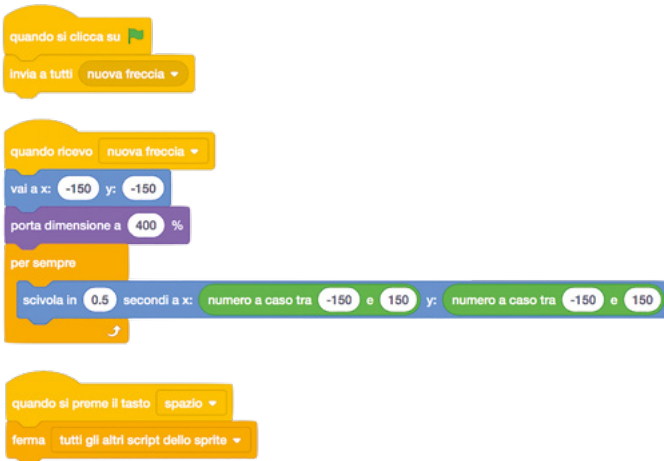 quando si clicca su
invia a tutti nuova freccia
quando ricevo nuova freccia
vai a x: -150 y: -150
porta dimensione a 400 %
per sempre
scivola in 0.5 secondi a x: numero a caso tra -150 e 150 y: numero a caso tra -150 e 150
quando si preme il tasto spazio
ferma tutti gli altri script dello sprite